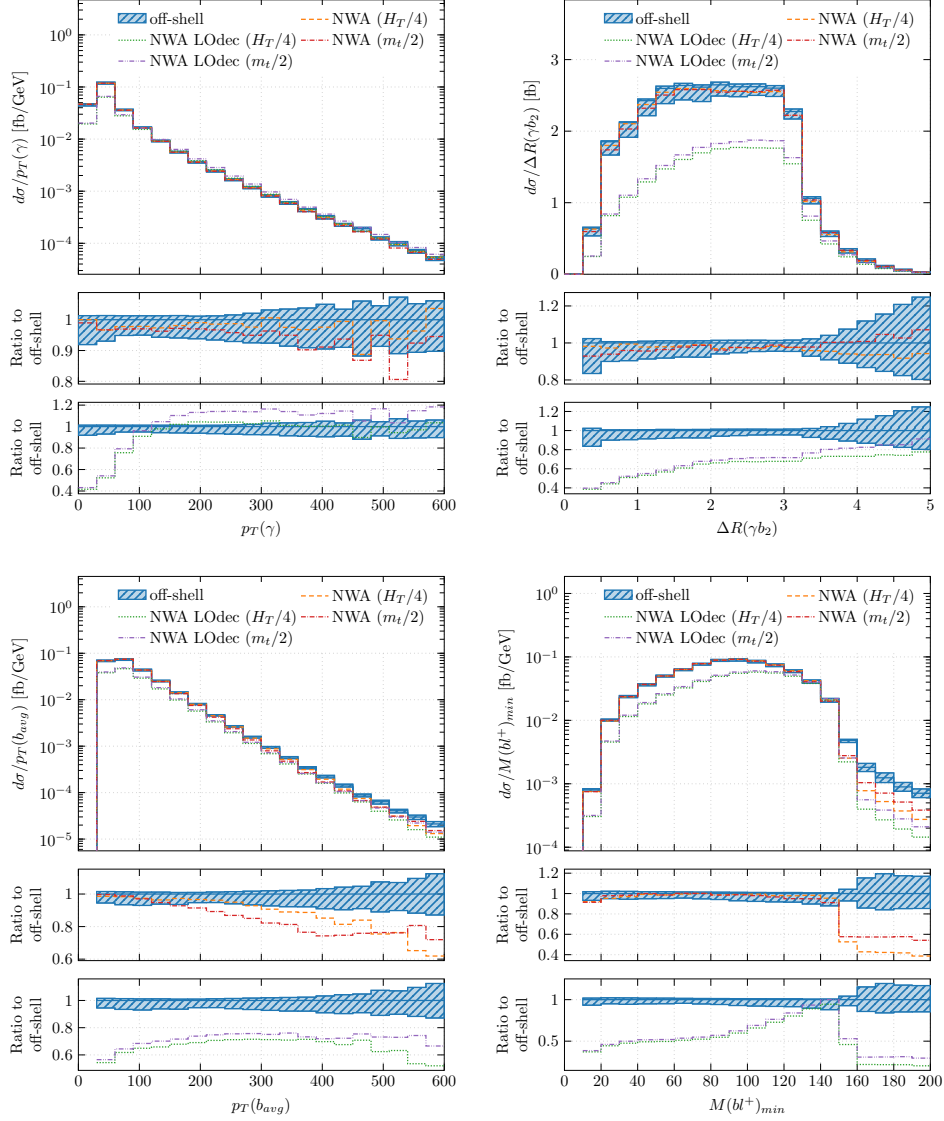 off-shell
NWA LOdec (H_T/4)
NWA LOdec (m_t/2)
NWA (H_T/4)
NWA (m_t/2)
dσ/p_T(γ) [fb/GeV]
10^0
10^{-1}
10^{-2}
10^{-3}
10^{-4}
Ratio to
off-shell
1
0.9
0.8
Ratio to
off-shell
1.2
1
0.8
0.6
0.4
0 100 200 300 400 500 600
p_T(γ)
off-shell
NWA LOdec (H_T/4)
NWA LOdec (m_t/2)
NWA (H_T/4)
NWA (m_t/2)
dσ/ΔR(γb_2) [fb]
3
2
1
0
Ratio to
off-shell
1.2
1
0.8
Ratio to
off-shell
1.2
1
0.8
0.6
0.4
0 1 2 3 4 5
ΔR(γb_2)
off-shell
NWA LOdec (H_T/4)
NWA LOdec (m_t/2)
NWA (H_T/4)
NWA (m_t/2)
dσ/p_T(b_{avg}) [fb/GeV]
10^0
10^{-1}
10^{-2}
10^{-3}
10^{-4}
10^{-5}
Ratio to
off-shell
1
0.8
0.6
Ratio to
off-shell
1
0.8
0.6
0 100 200 300 400 500 600
p_T(b_{avg})
off-shell
NWA LOdec (H_T/4)
NWA LOdec (m_t/2)
NWA (H_T/4)
NWA (m_t/2)
dσ/M(bl^+)_{min} [fb/GeV]
10^0
10^{-1}
10^{-2}
10^{-3}
10^{-4}
Ratio to
off-shell
1.2
1
0.8
0.6
0.4
Ratio to
off-shell
1
0.5
20 40 60 80 100 120 140 160 180 200
M(bl^+)_{min}